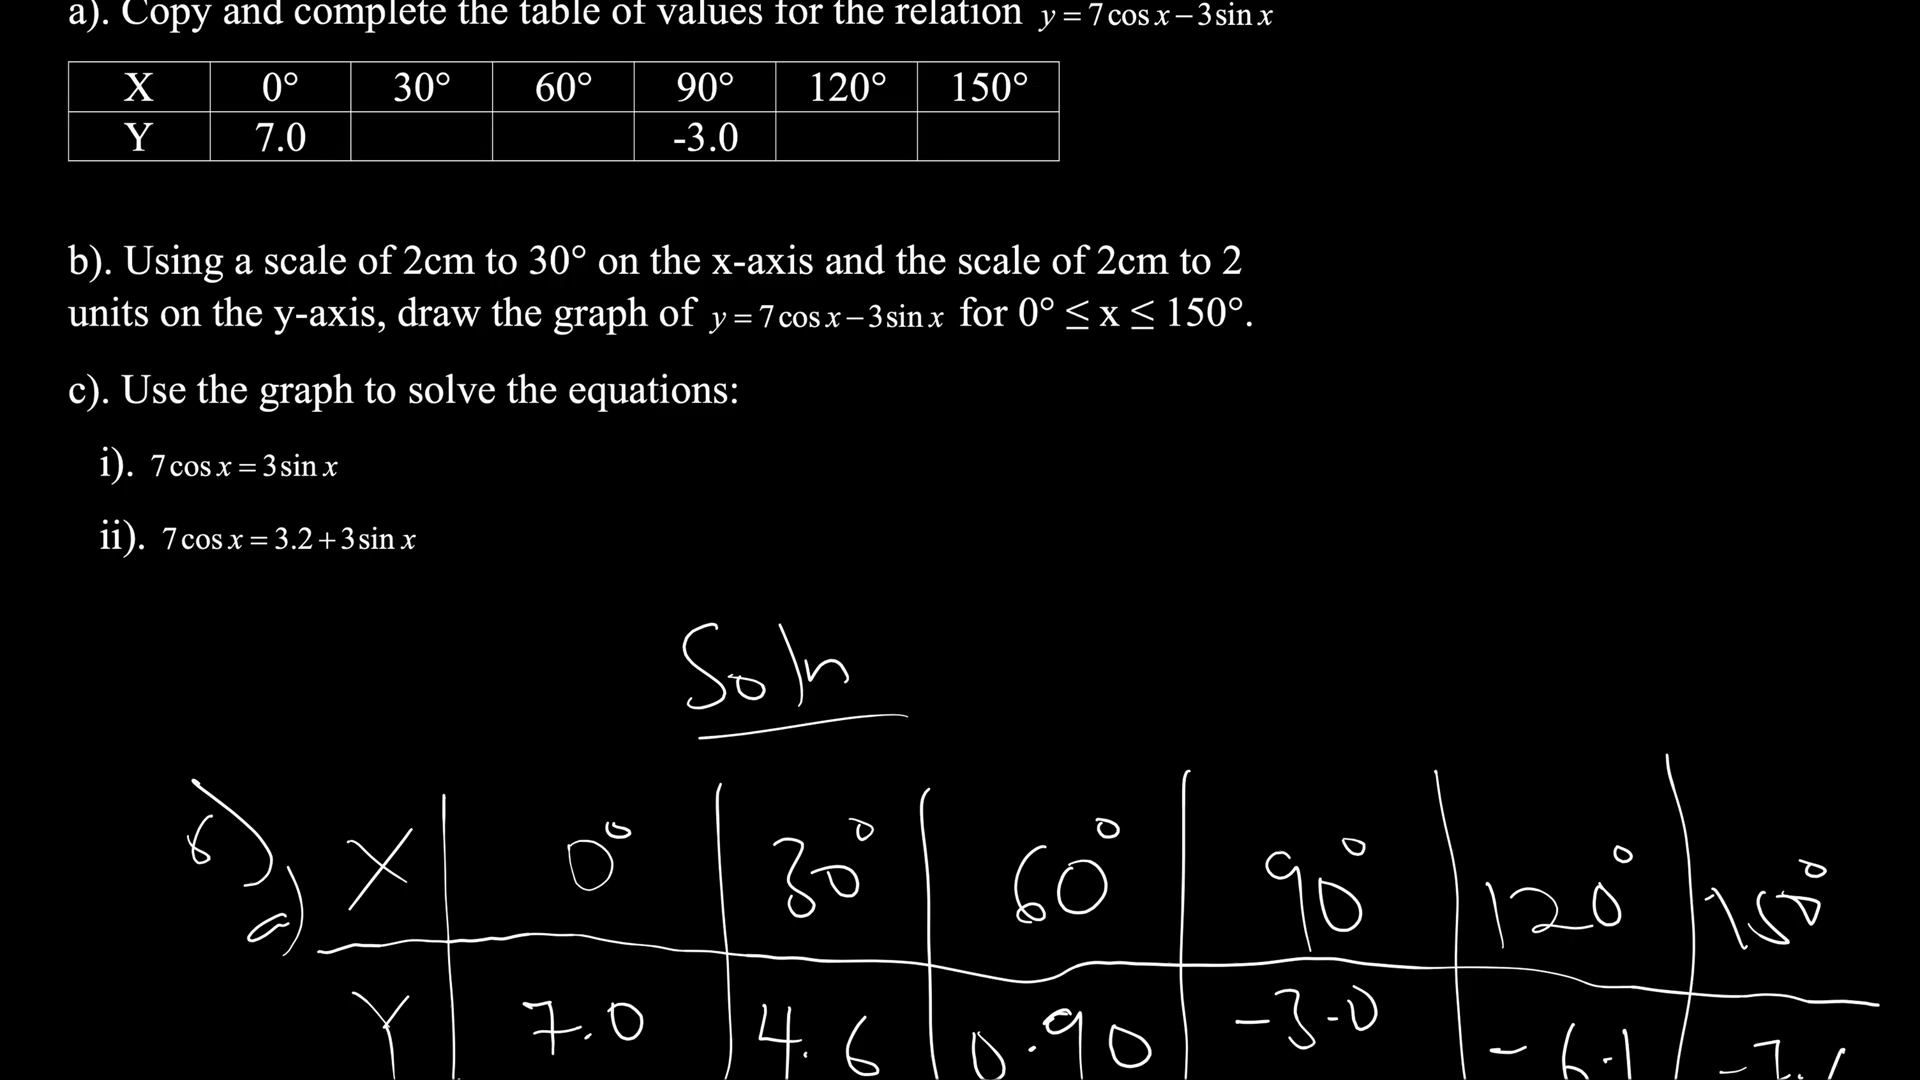 a). Copy and complete the table of values for the relation y = 7 cos x − 3 sin x
X 0° 30° 60° 90° 120° 150°
Y 7.0 -3.0
b). Using a scale of 2cm to 30° on the x-axis and the scale of 2cm to 2
units on the y-axis, draw the graph of y = 7 cos x − 3 sin x for 0° ≤ x ≤ 150°.
c). Use the graph to solve the equations:
i). 7 cos x = 3 sin x
ii). 7 cos x = 3.2 + 3 sin x
Soln
a) X 0° 30° 60° 90° 120° 150°
Y 7.0 4.6 0.90 -3.0 -6.1